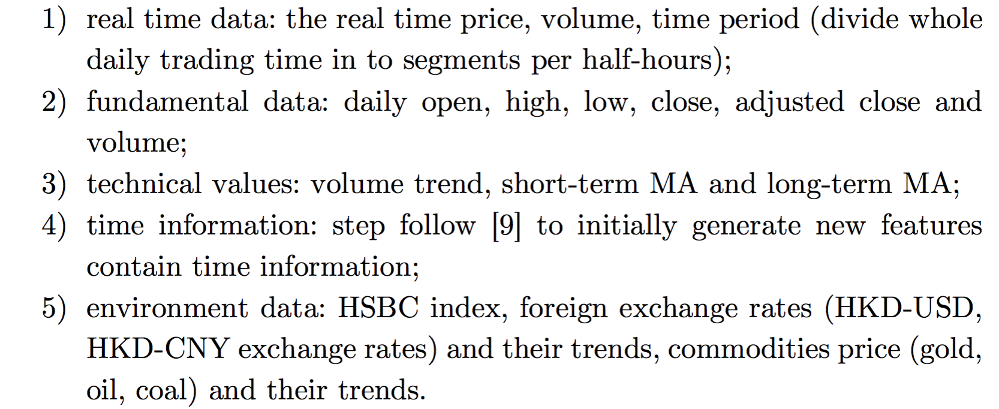 1) real time data: the real time price, volume, time period (divide whole
daily trading time in to segments per half-hours);
2) fundamental data: daily open, high, low, close, adjusted close and
volume;
3) technical values: volume trend, short-term MA and long-term MA;
4) time information: step follow [9] to initially generate new features
contain time information;
5) environment data: HSBC index, foreign exchange rates (HKD-USD,
HKD-CNY exchange rates) and their trends, commodities price (gold,
oil, coal) and their trends.